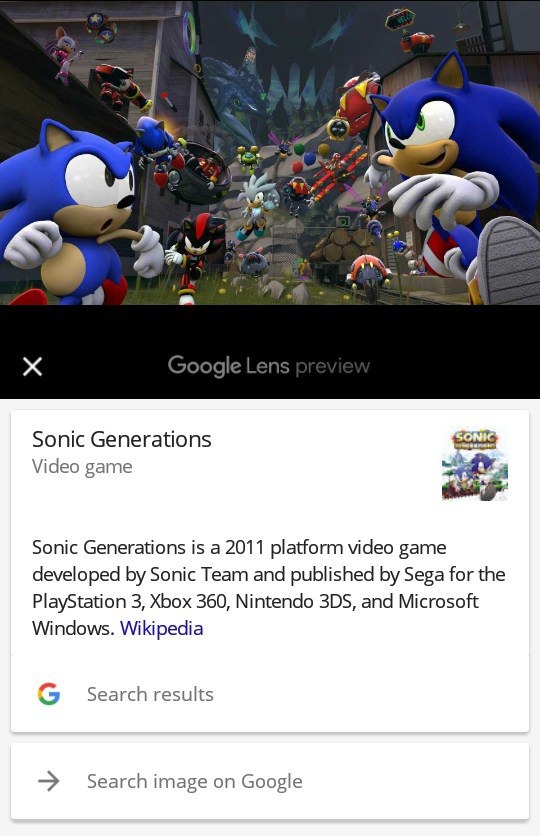 HELP
Google Lens preview
Sonic Generations
Video game
SONIC
GENERATIONS
Sonic Generations is a 2011 platform video game
developed by Sonic Team and published by Sega for the
PlayStation 3, Xbox 360, Nintendo 3DS, and Microsoft
Windows. Wikipedia
Search results
Search image on Google